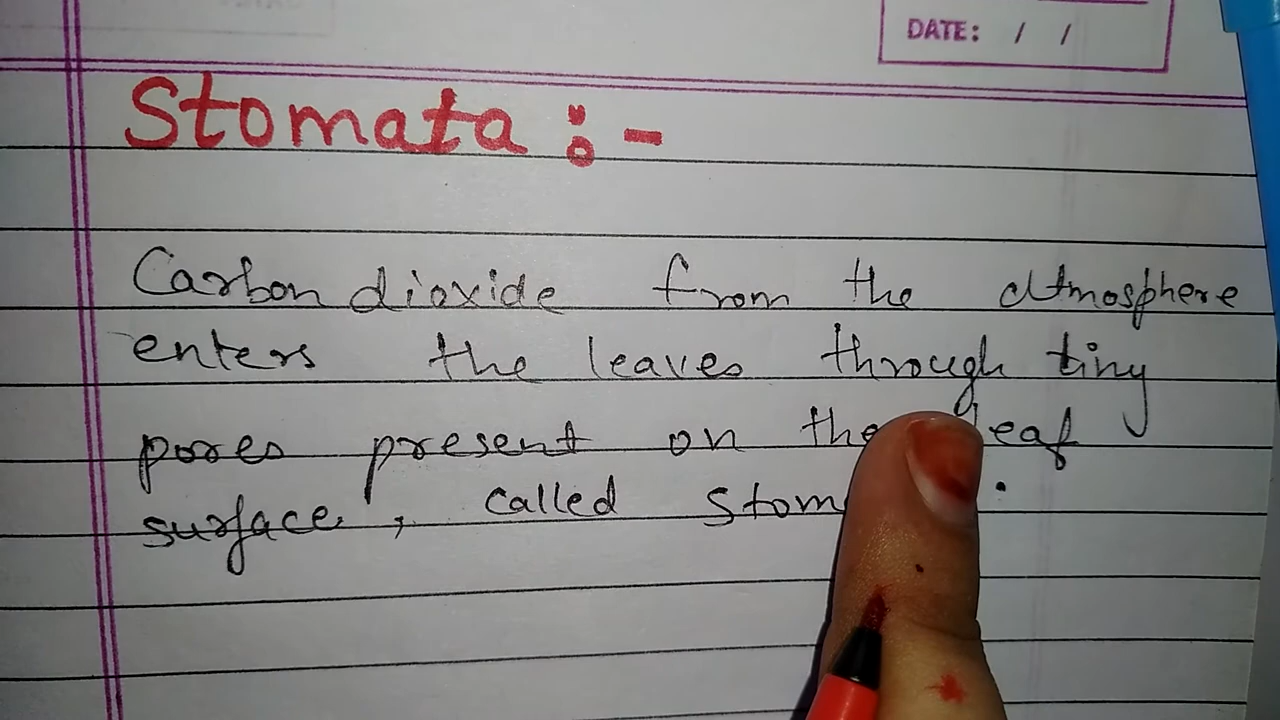 DATE: / /
Stomata :-
Carbon dioxide from the atmosphere
enters the leaves through tiny
pores present on the leaf
surface, called .